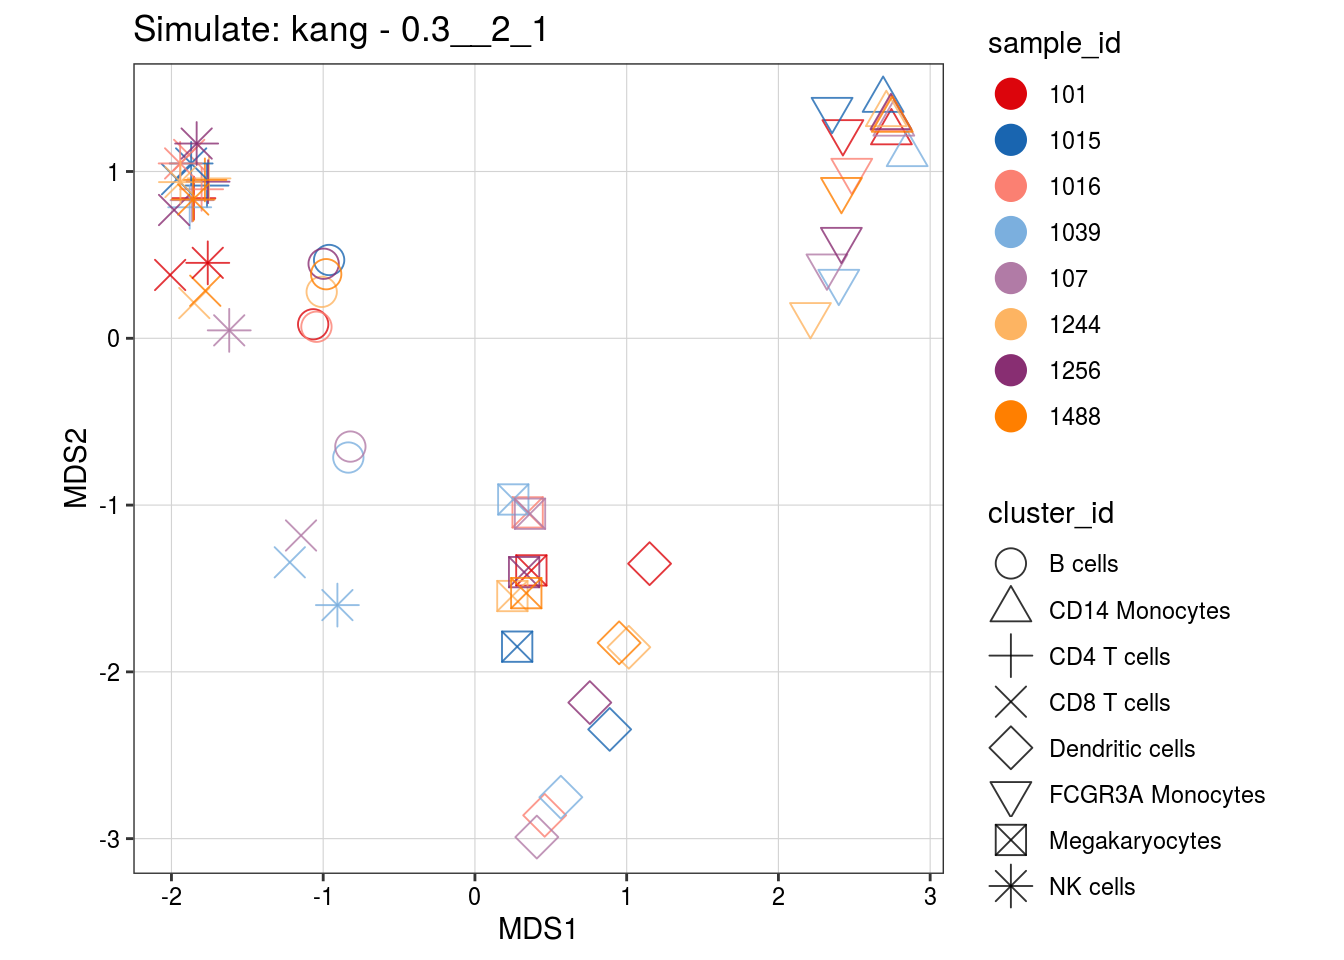 Simulate: kang - 0.3__2_1
sample_id
101
1015
1016
1039
107
1244
1256
1488
cluster_id
B cells
CD14 Monocytes
CD4 T cells
CD8 T cells
Dendritic cells
FCGR3A Monocytes
Megakaryocytes
NK cells
MDS2
1
0
-1
-2
-3
-2
-1
0
1
2
3
MDS1